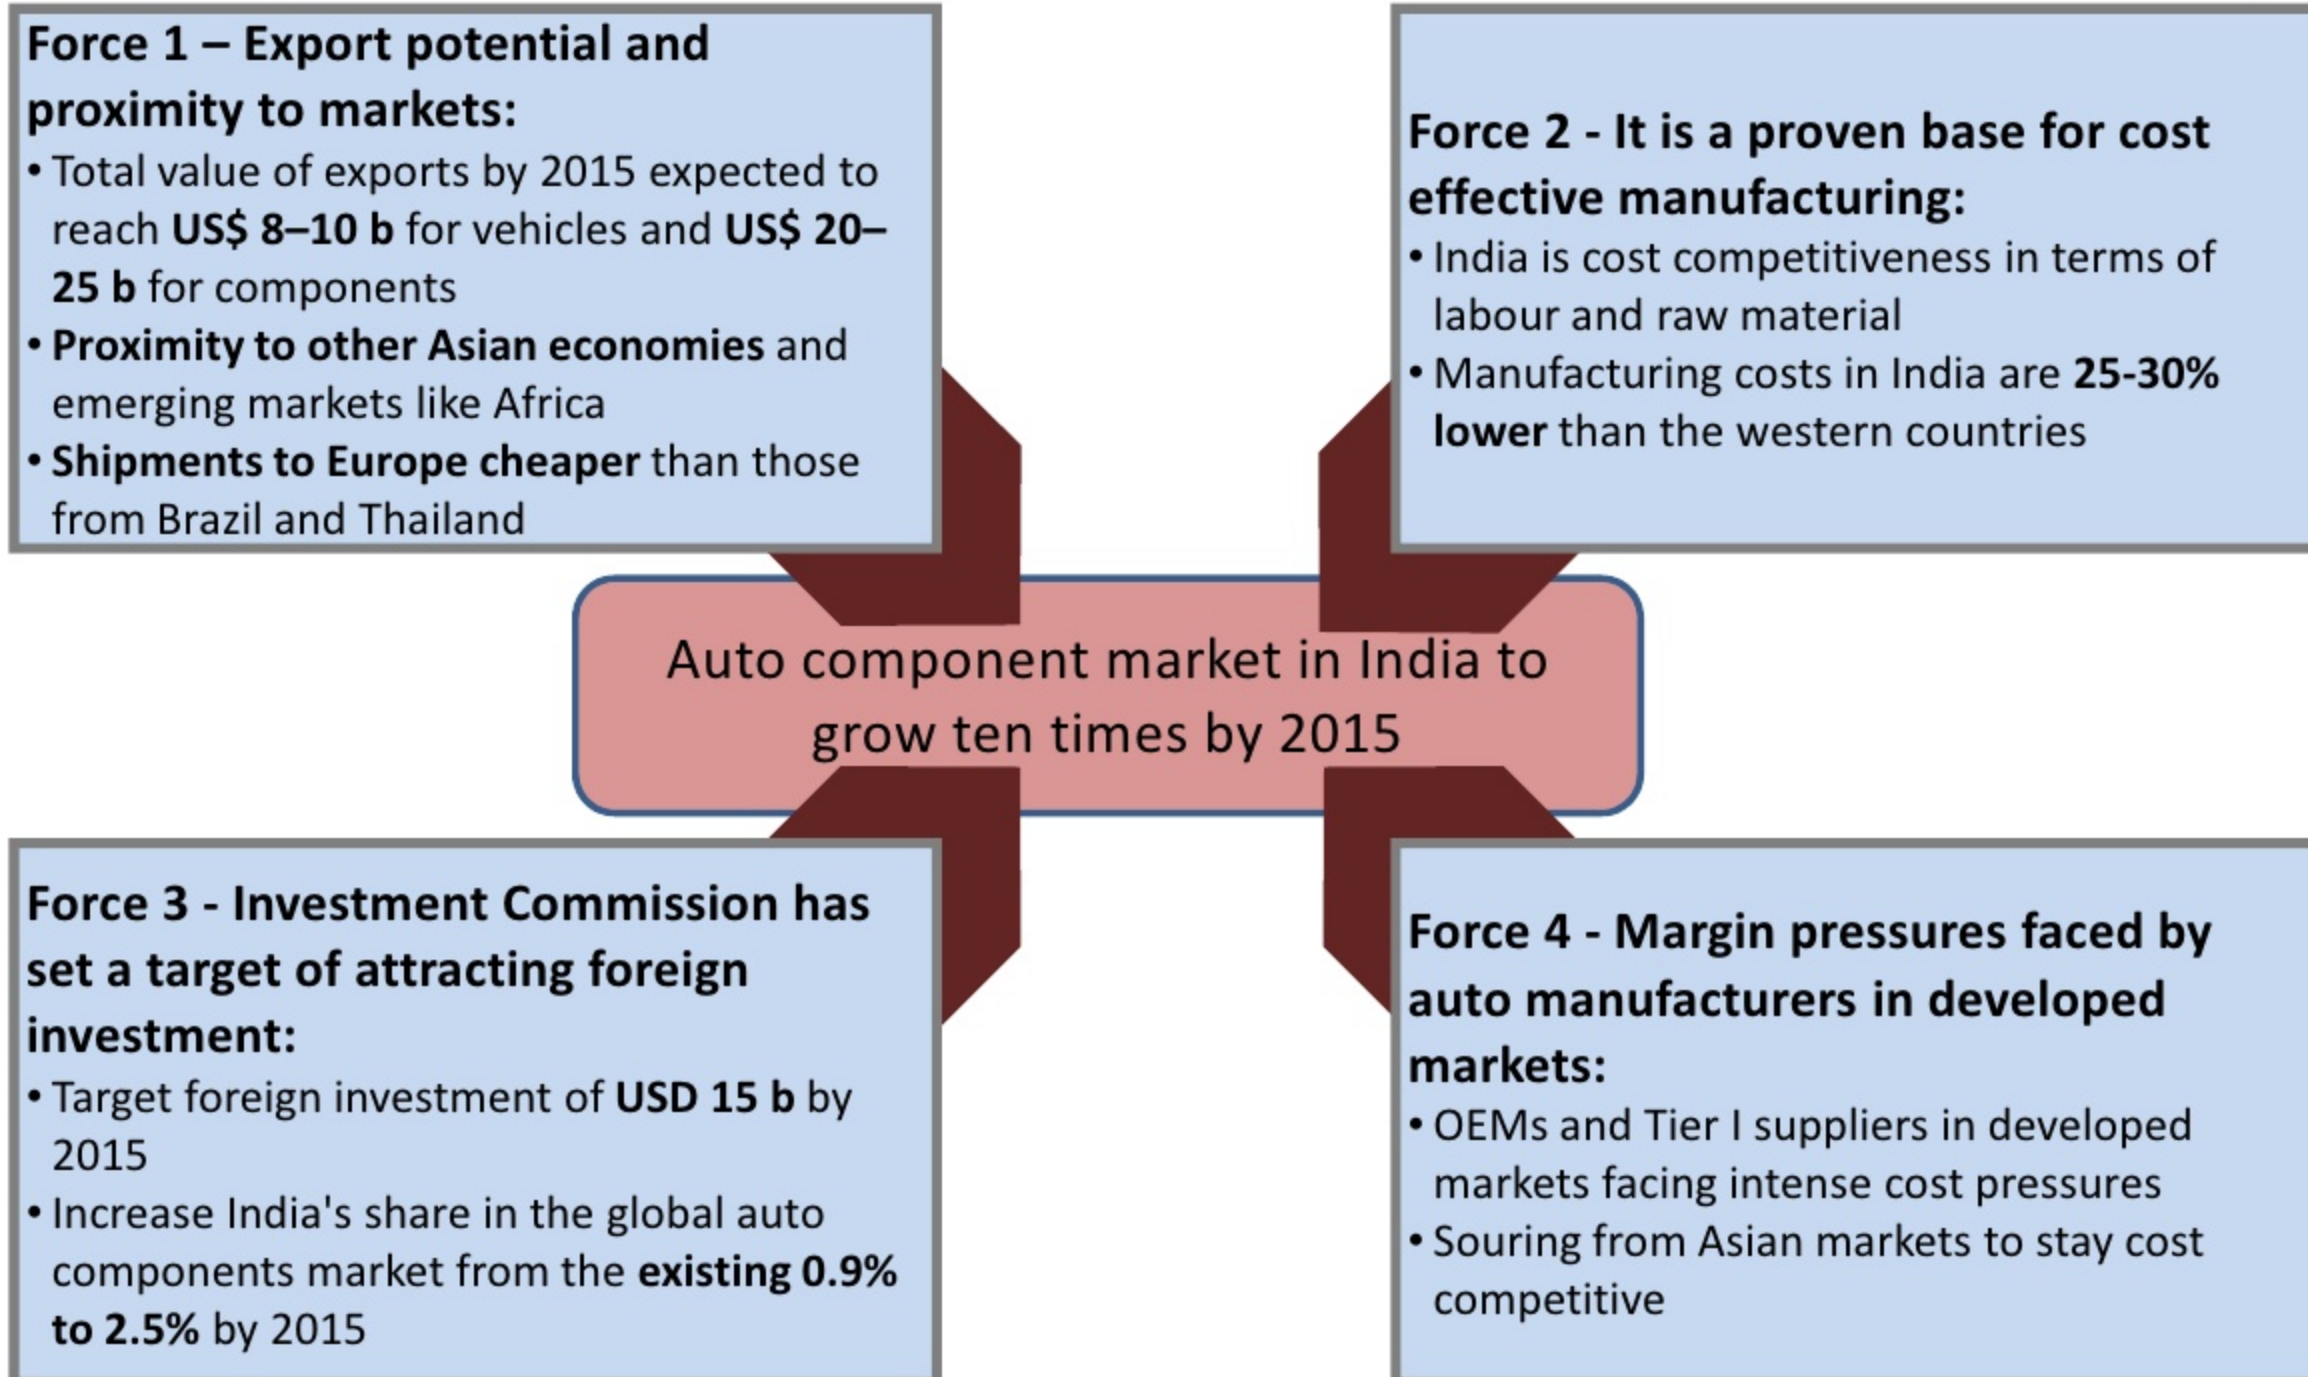 Force 1 – Export potential and
proximity to markets:
• Total value of exports by 2015 expected to
reach US$ 8–10 b for vehicles and US$ 20–
25 b for components
• Proximity to other Asian economies and
emerging markets like Africa
• Shipments to Europe cheaper than those
from Brazil and Thailand
Force 2 - It is a proven base for cost
effective manufacturing:
• India is cost competitiveness in terms of
labour and raw material
• Manufacturing costs in India are 25-30%
lower than the western countries
Auto component market in India to
grow ten times by 2015
Force 3 - Investment Commission has
set a target of attracting foreign
investment:
• Target foreign investment of USD 15 b by
2015
• Increase India's share in the global auto
components market from the existing 0.9%
to 2.5% by 2015
Force 4 - Margin pressures faced by
auto manufacturers in developed
markets:
• OEMs and Tier I suppliers in developed
markets facing intense cost pressures
• Souring from Asian markets to stay cost
competitive